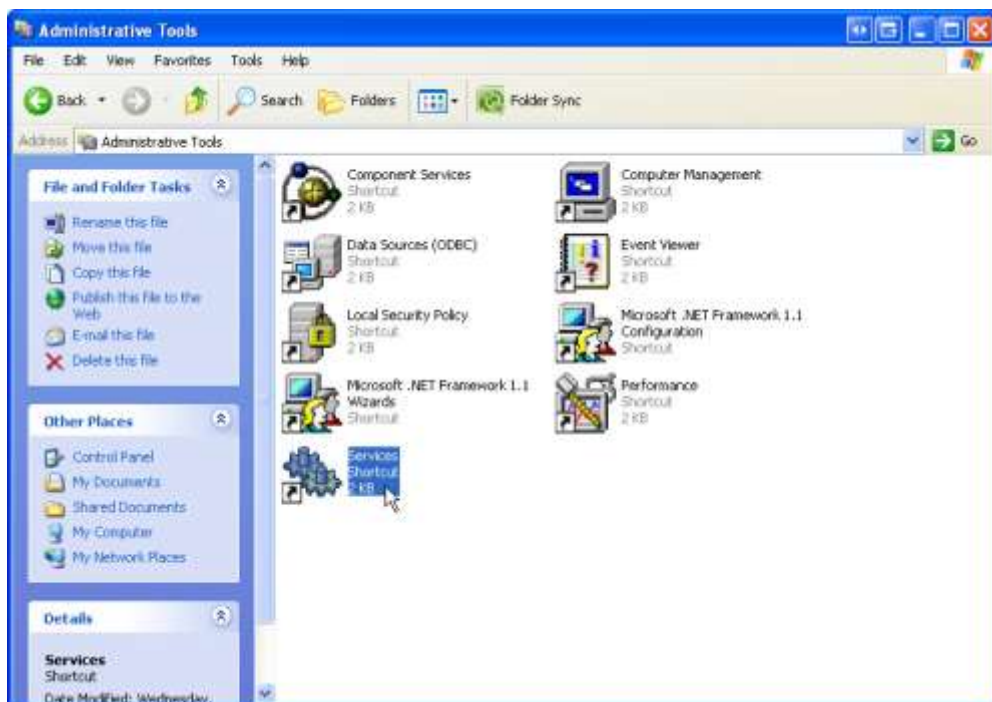 Administrative Tools
File Edit View Favorites Tools Help
Back Search Folders Folder Sync
Address Administrative Tools Go
File and Folder Tasks
Rename this file
Move this file
Copy this file
Publish this file to the
Web
E-mail this file
Delete this file
Other Places
Control Panel
My Documents
Shared Documents
My Computer
My Network Places
Details
Services
Shortcut
Date Modified: Wednesday,
Component Services
Shortcut
2 KB
Computer Management
Shortcut
2 KB
Data Sources (ODBC)
Shortcut
2 KB
Event Viewer
Shortcut
2 KB
Local Security Policy
Shortcut
2 KB
Microsoft .NET Framework 1.1
Configuration
Shortcut
Microsoft .NET Framework 1.1
Wizards
Shortcut
Performance
Shortcut
2 KB
Services
Shortcut
2 KB